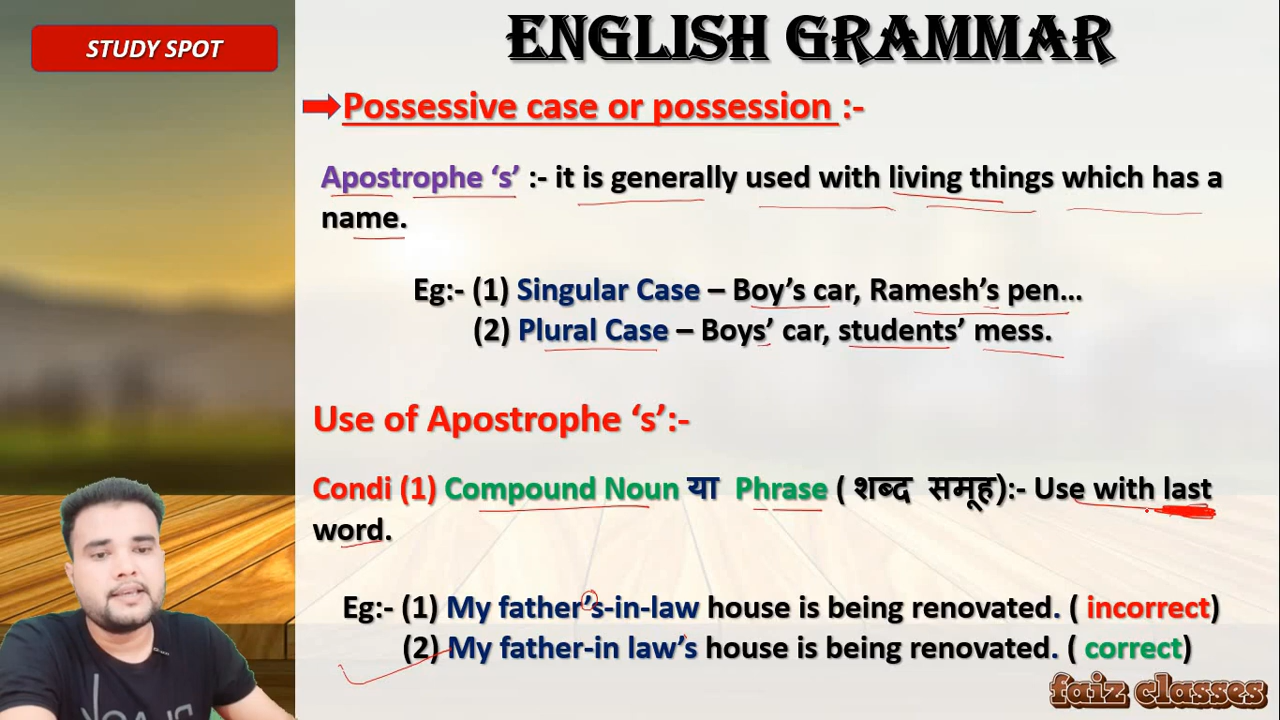 STUDY SPOT
ENGLISH GRAMMAR
Possessive case or possession :-
Apostrophe ‘s’ :- it is generally used with living things which has a
name.
Eg:- (1) Singular Case – Boy’s car, Ramesh’s pen…
(2) Plural Case – Boys’ car, students’ mess.
Use of Apostrophe ‘s’:-
Condi (1) Compound Noun या Phrase ( शब्द समूह):- Use with last
word.
Eg:- (1) My father’s-in-law house is being renovated. ( incorrect)
(2) My father-in law’s house is being renovated. ( correct)
faiz classes